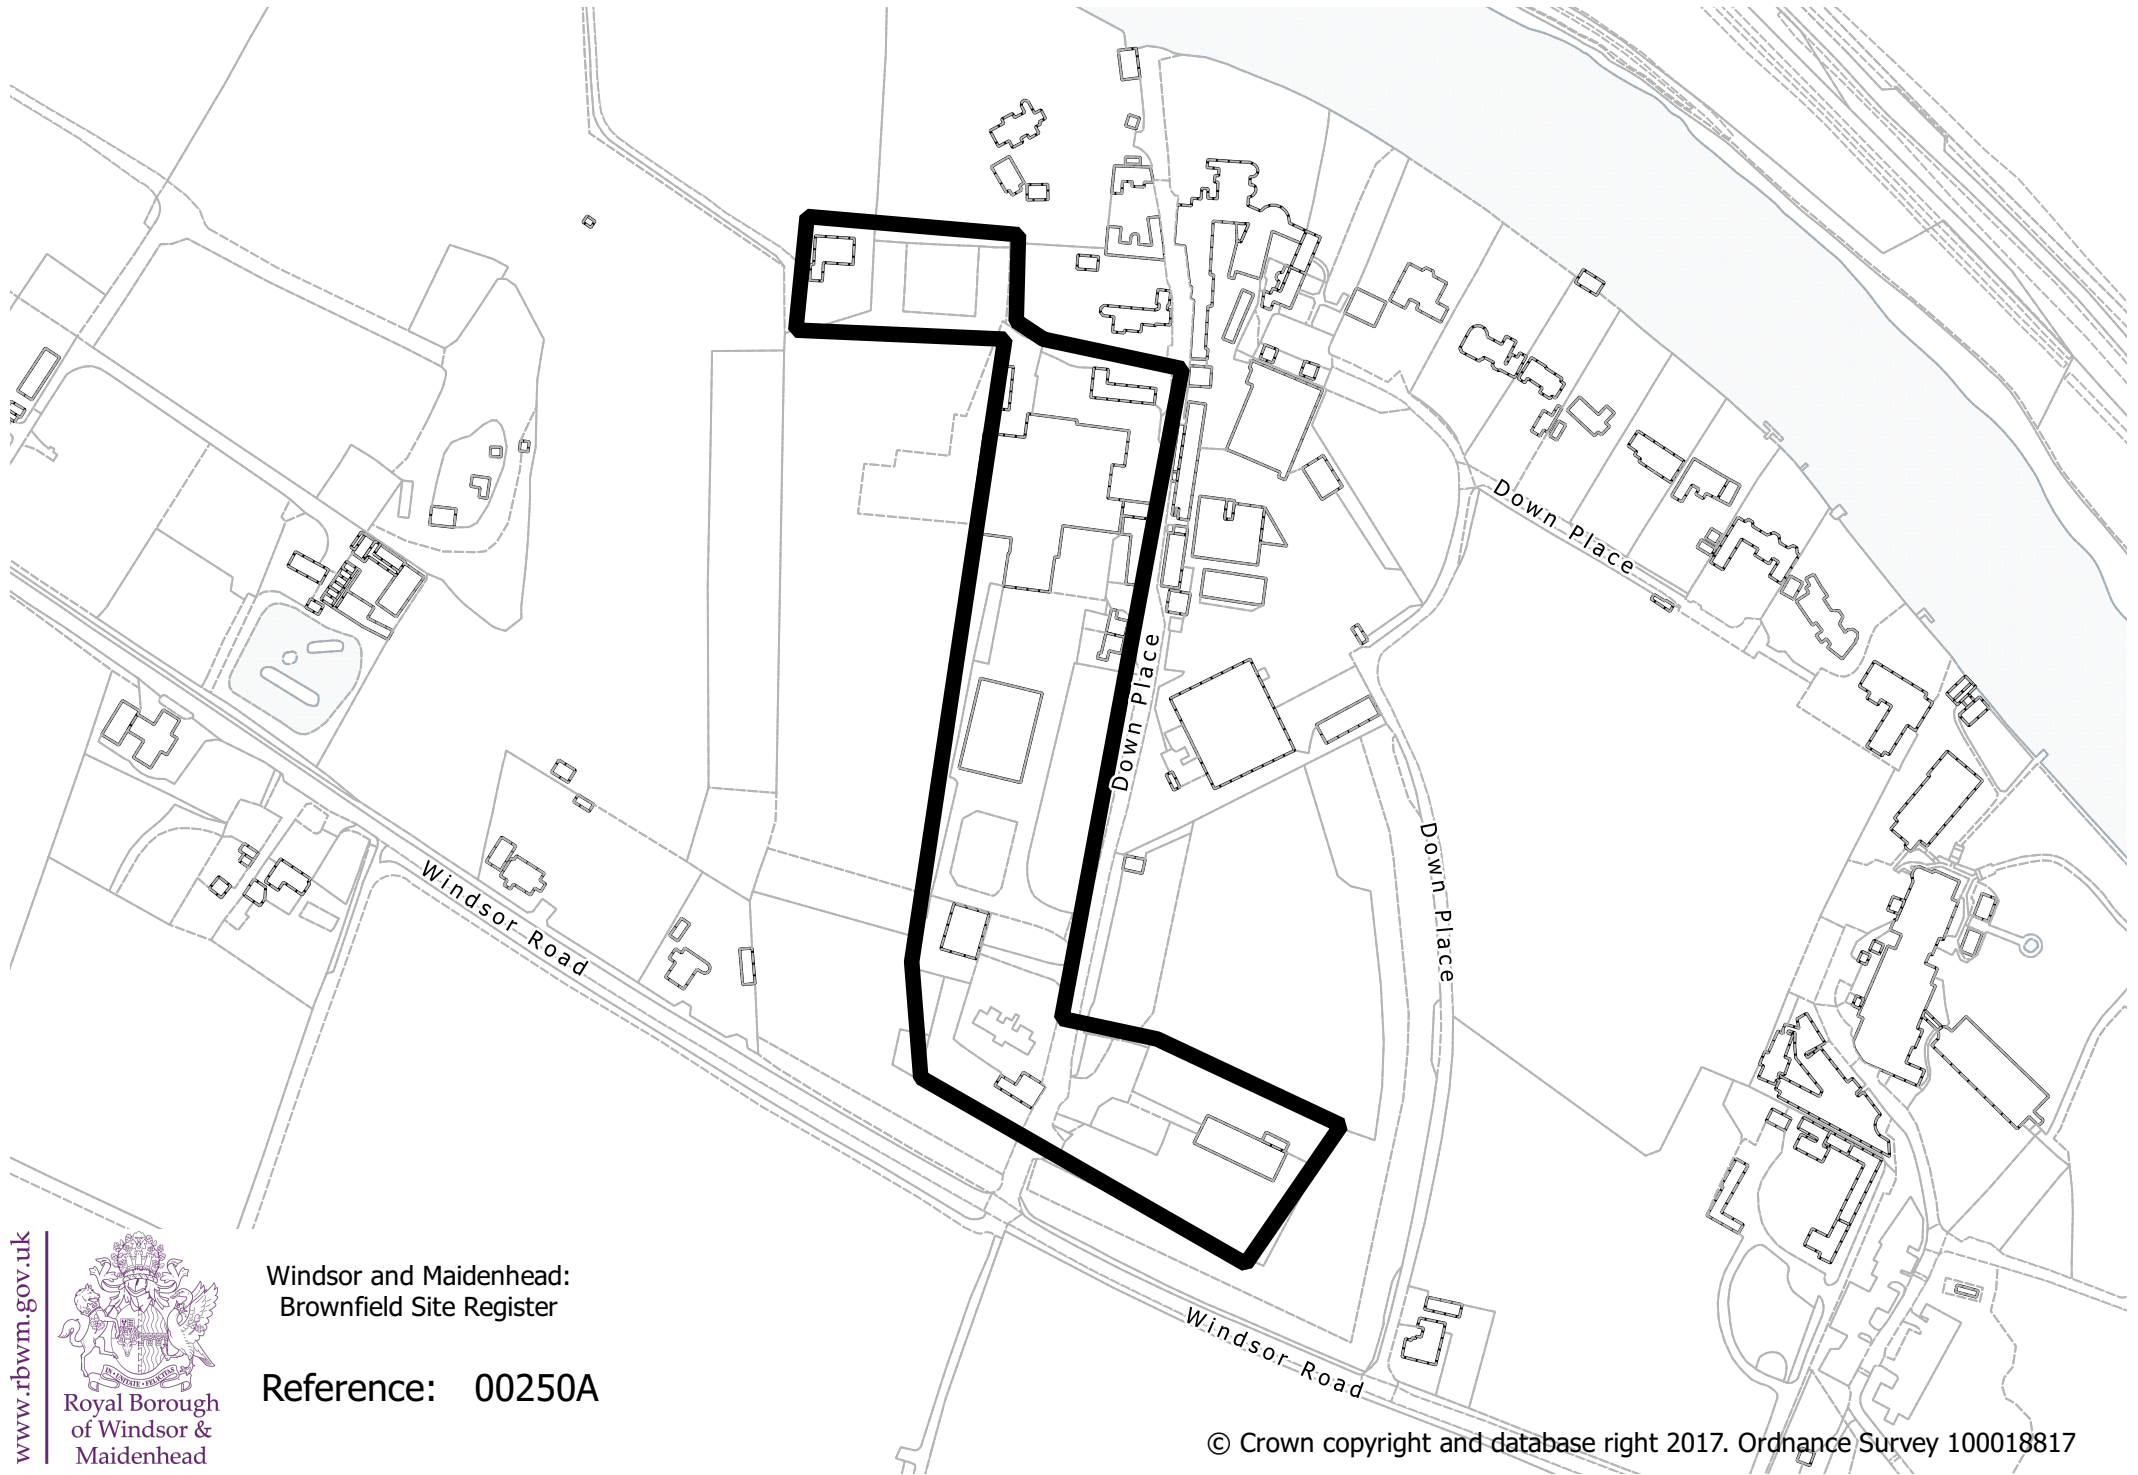 Down Place
Down Place
Down Place
Windsor Road
Windsor Road
www.rbwm.gov.uk
Royal Borough
of Windsor &
Maidenhead
Windsor and Maidenhead:
Brownfield Site Register
Reference: 00250A
© Crown copyright and database right 2017. Ordnance Survey 100018817